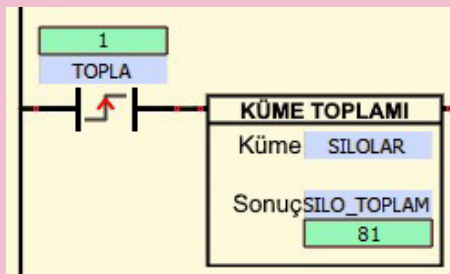 1
TOPLA
KÜME TOPLAMI
Küme SILOLAR
Sonuç SILO_TOPLAM
81